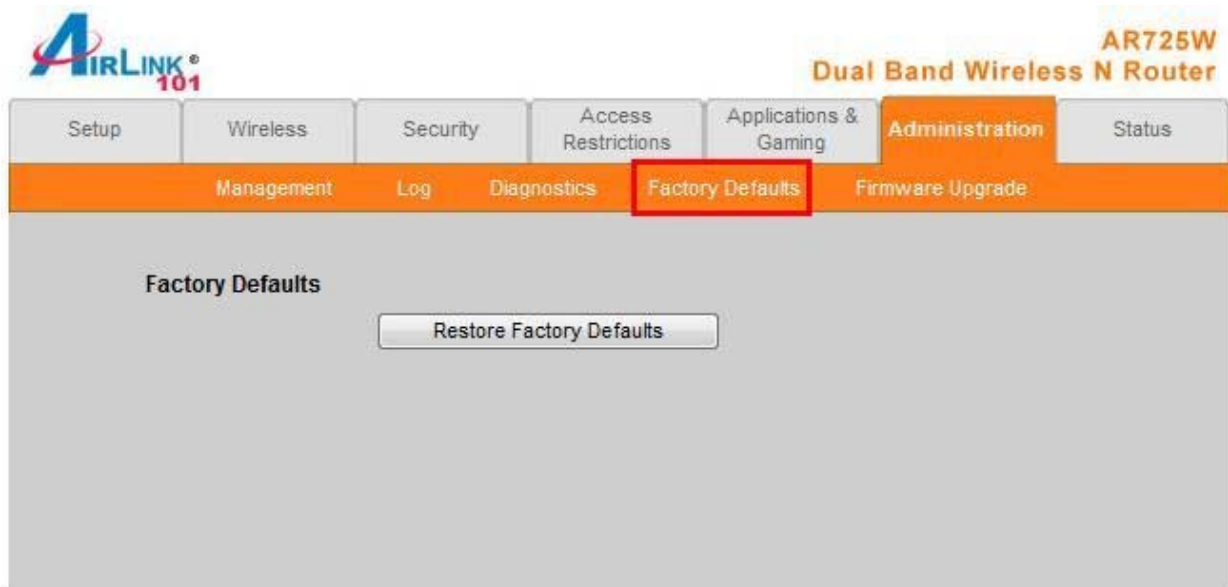 AIRLINK®
101
AR725W
Dual Band Wireless N Router
Setup
Wireless
Security
Access
Restrictions
Applications &
Gaming
Administration
Status
Management
Log
Diagnostics
Factory Defaults
Firmware Upgrade
Factory Defaults
Restore Factory Defaults